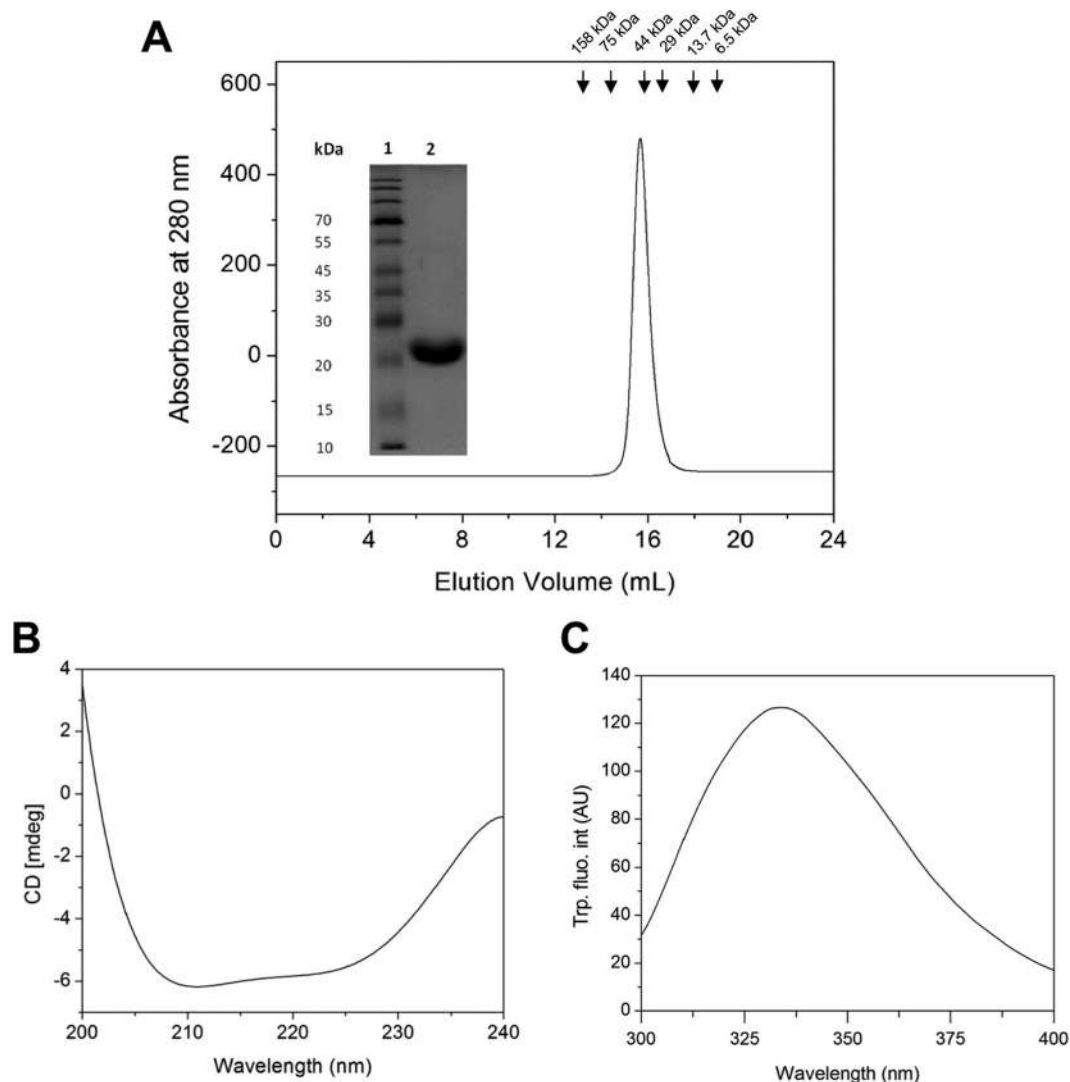 A
158 kDa
75 kDa
44 kDa
29 kDa
13.7 kDa
6.5 kDa
600
400
200
0
-200
Absorbance at 280 nm
kDa 1 2
70
55
45
35
30
20
15
10
0 4 8 12 16 20 24
Elution Volume (mL)
B
4
2
0
-2
-4
-6
CD [mdeg]
200 210 220 230 240
Wavelength (nm)
C
140
120
100
80
60
40
20
0
Trp. fluo. int (AU)
300 325 350 375 400
Wavelength (nm)